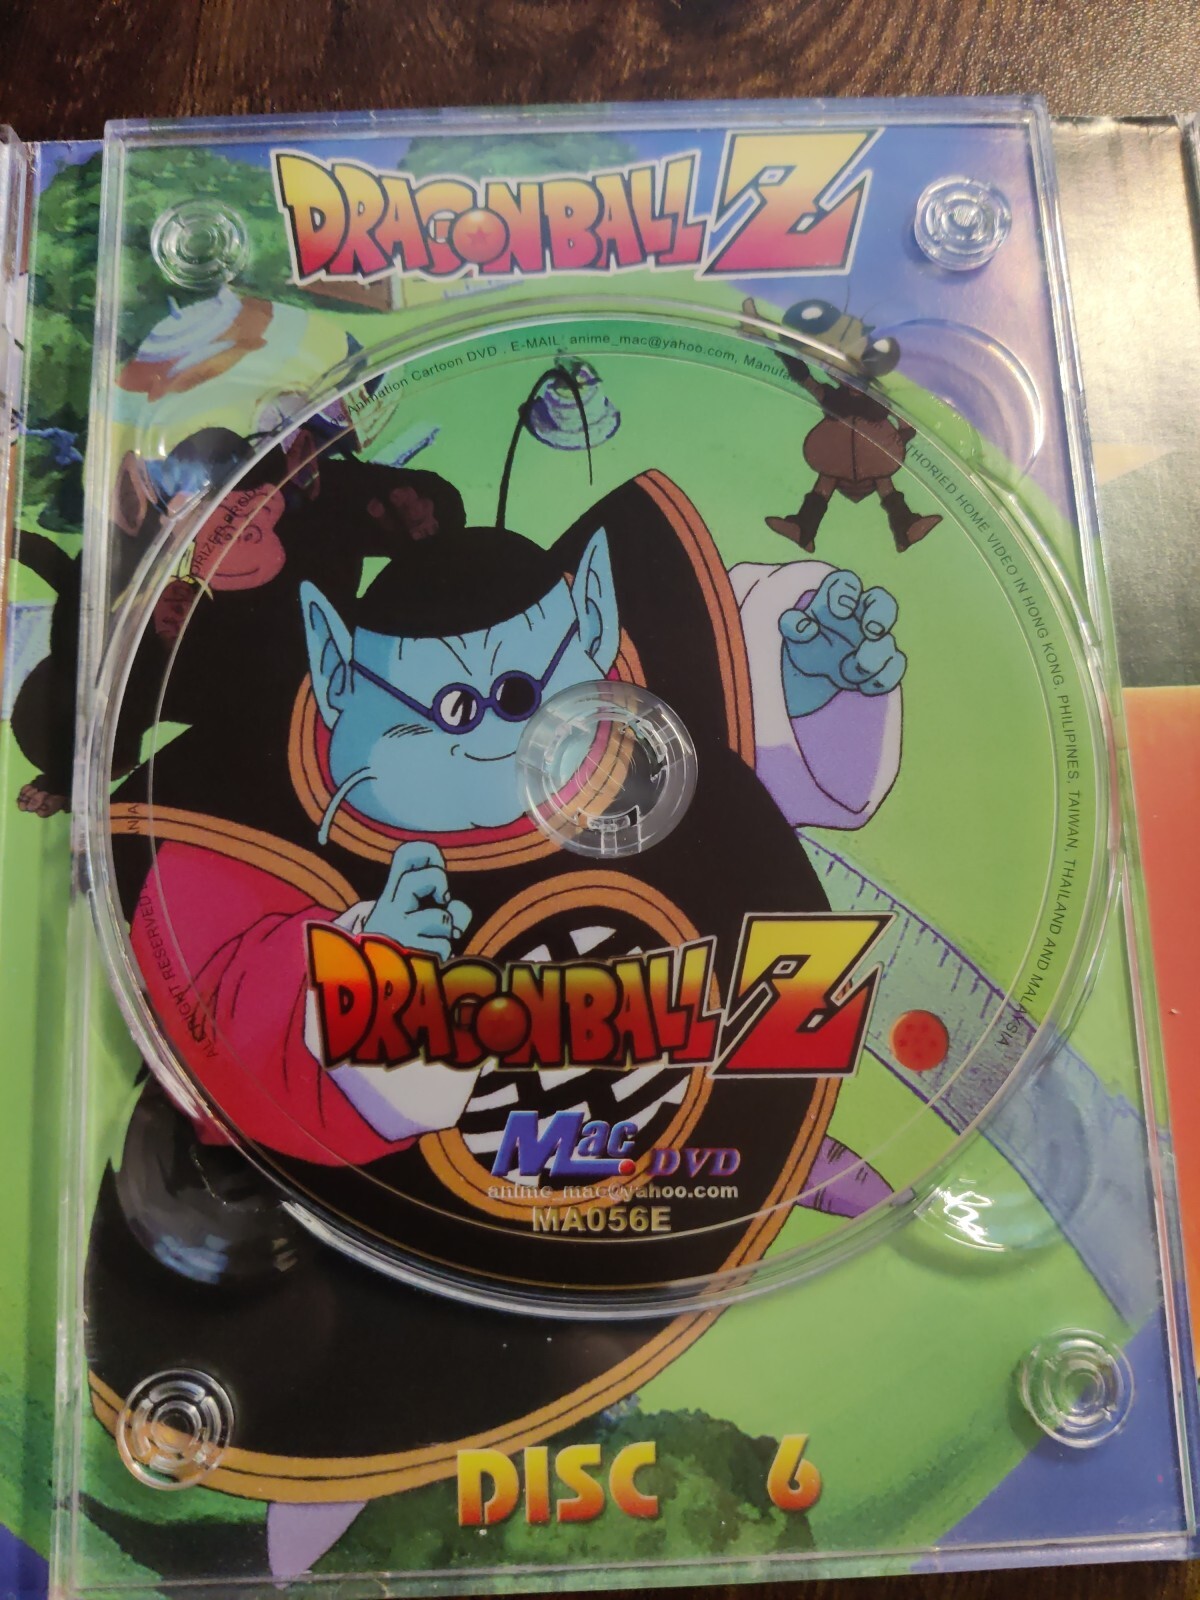 DRAGONBALL Z
Animation Cartoon DVD . E-MAIL: anime_mac@yahoo.com, Manufa
THORIED HOME VIDEO IN HONG KONG, PHILIPINES, TAIWAN, THAILAND AND MALAYSIA
DRAGONBALL Z
Mac. DVD
anime_mac@yahoo.com
MA056E
RIGHT RESERVED
DISC 6